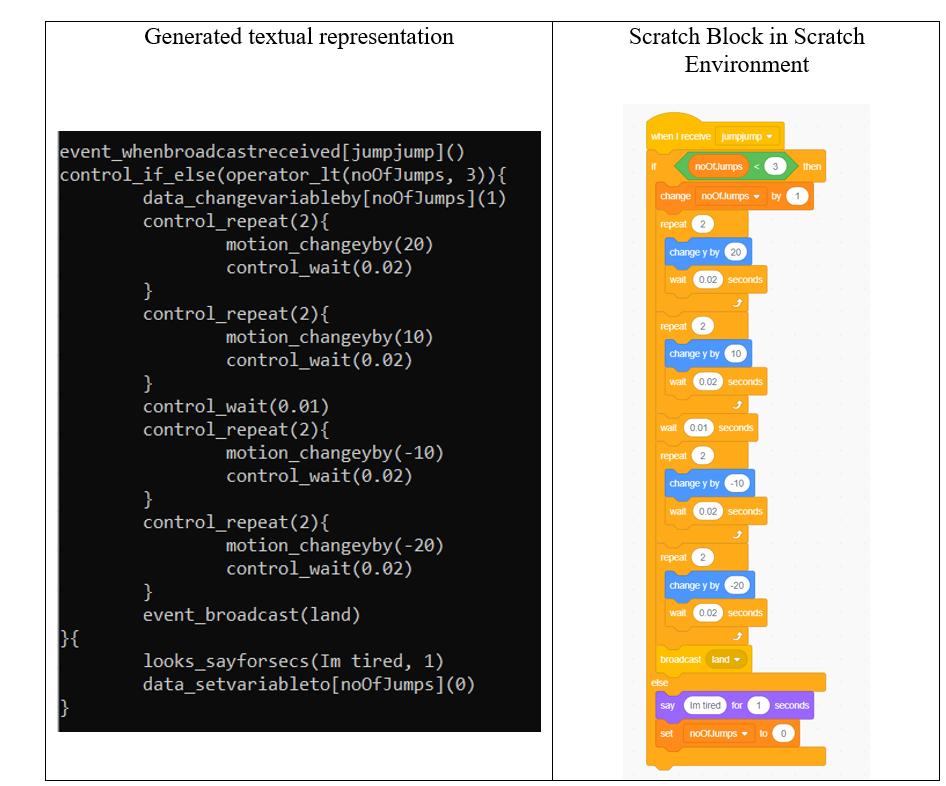 Generated textual representation
event_whenbroadcastreceived[jumpjump]()
control_if_else(operator_lt(noOfJumps, 3)){
data_changevariableby[noOfJumps](1)
control_repeat(2){
motion_changeyby(20)
control_wait(0.02)
}
control_repeat(2){
motion_changeyby(10)
control_wait(0.02)
}
control_wait(0.01)
control_repeat(2){
motion_changeyby(-10)
control_wait(0.02)
}
control_repeat(2){
motion_changeyby(-20)
control_wait(0.02)
}
event_broadcast(land)
}{
looks_sayforsecs(Im tired, 1)
data_setvariableto[noOfJumps](0)
}
Scratch Block in Scratch
Environment
when I receive jumpjump
if noOfJumps < 3 then
change noOfJumps by 1
repeat 2
change y by 20
wait 0.02 seconds
repeat 2
change y by 10
wait 0.02 seconds
wait 0.01 seconds
repeat 2
change y by -10
wait 0.02 seconds
repeat 2
change y by -20
wait 0.02 seconds
broadcast land
else
say Im tired for 1 seconds
set noOfJumps to 0